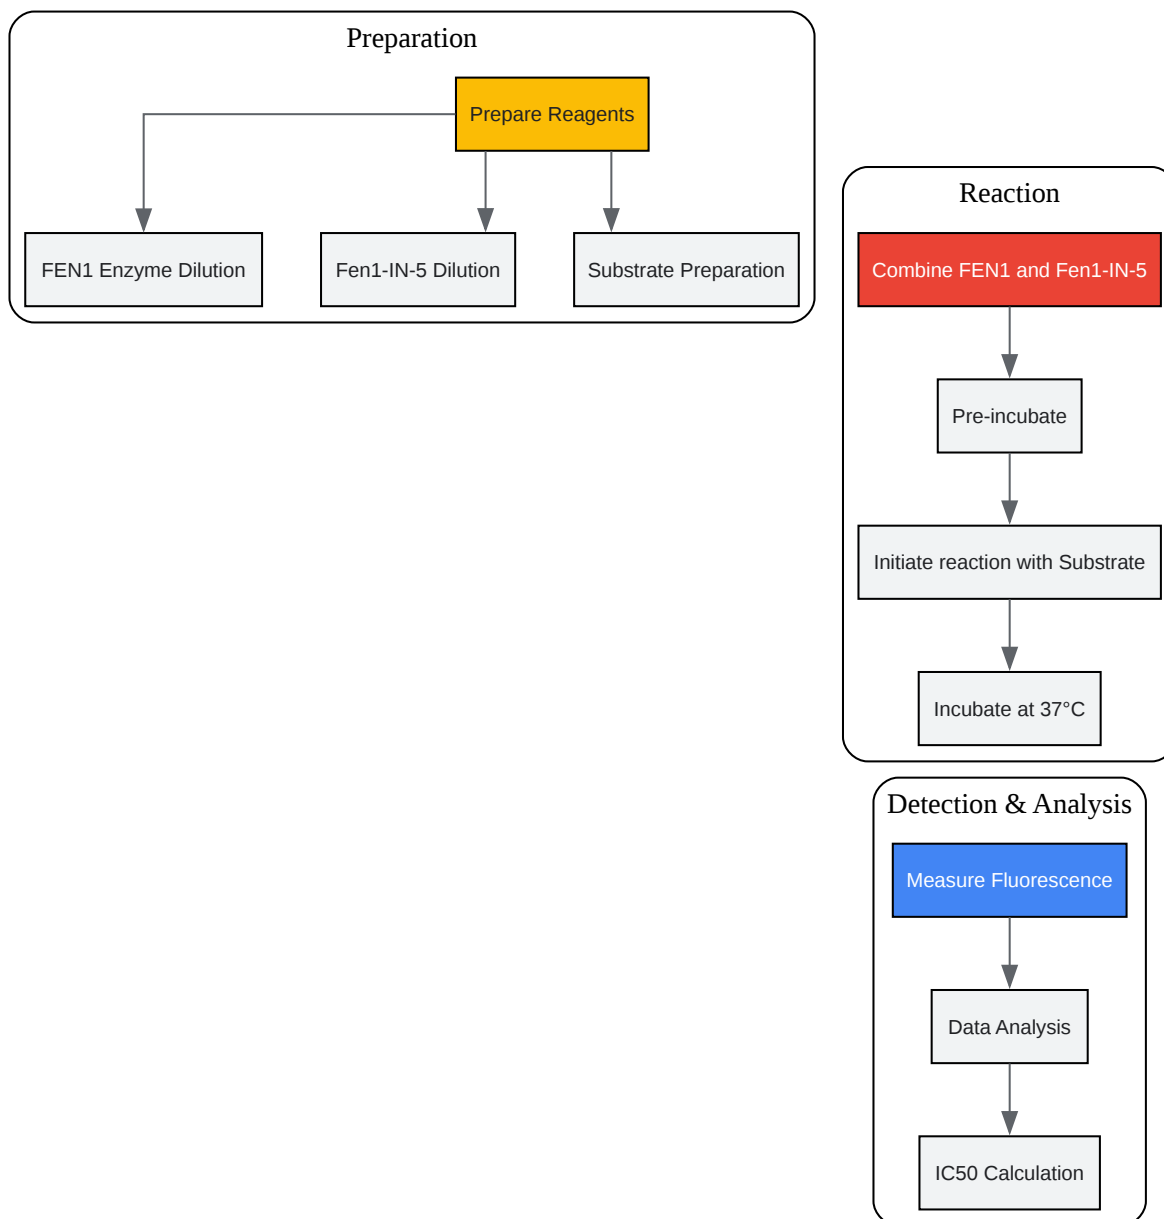 Preparation
Prepare Reagents
FEN1 Enzyme Dilution
Fen1-IN-5 Dilution
Substrate Preparation
Reaction
Combine FEN1 and Fen1-IN-5
Pre-incubate
Initiate reaction with Substrate
Incubate at 37°C
Detection & Analysis
Measure Fluorescence
Data Analysis
IC50 Calculation